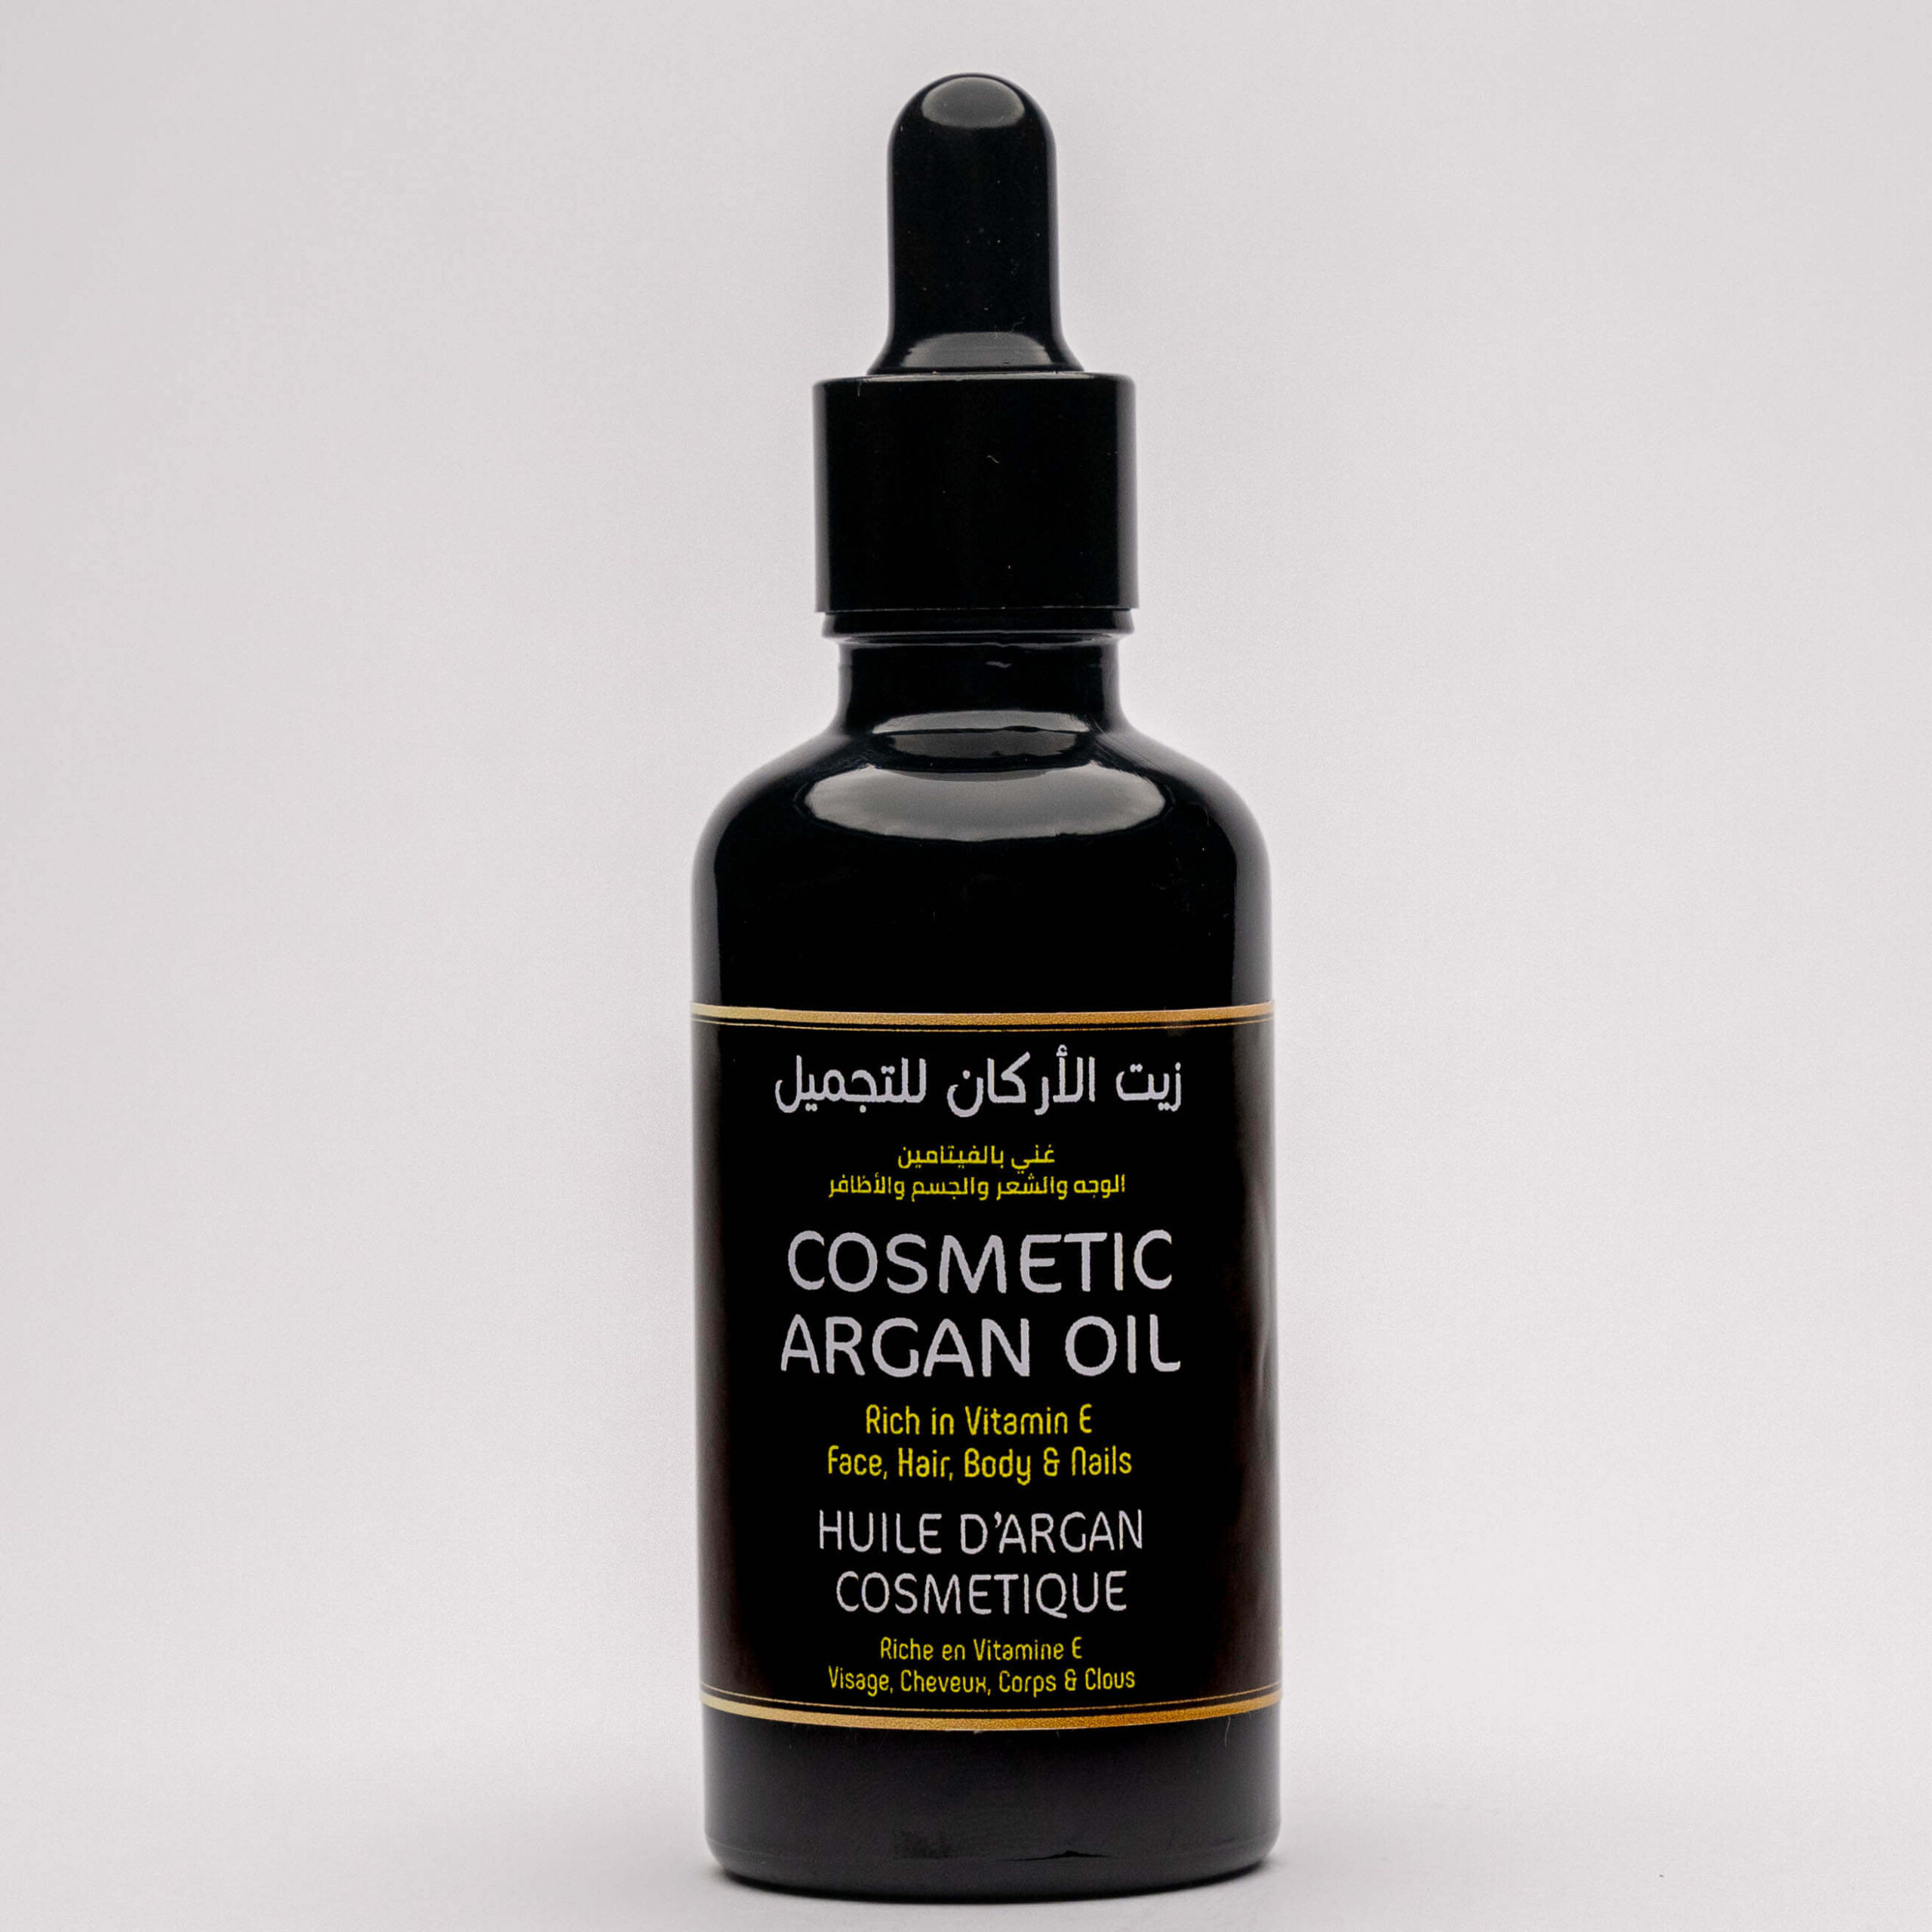 زيت الأركان للتجميل
غني بالفيتامين
الوجه والشعر والجسم والأظافر
COSMETIC
ARGAN OIL
Rich in Vitamin E
Face, Hair, Body & Nails
HUILE D'ARGAN
COSMETIQUE
Riche en Vitamine E
Visage, Cheveux, Corps & Clous